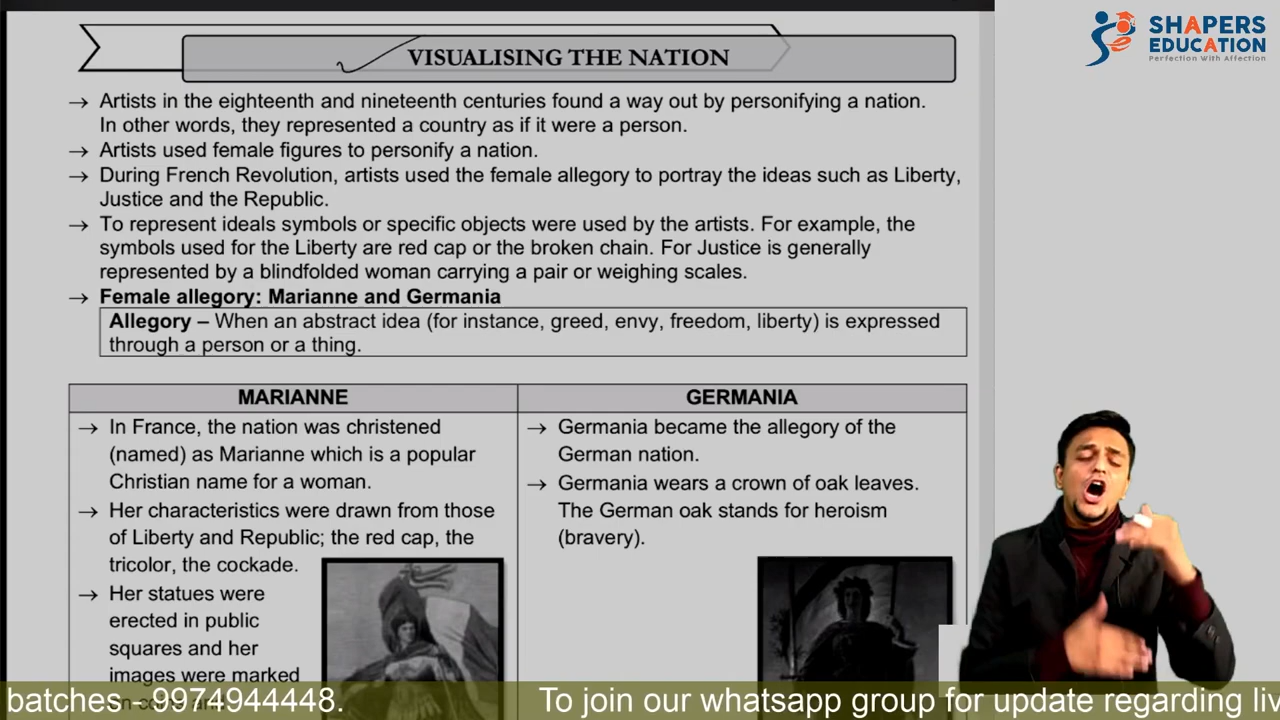 SHAPERS
EDUCATION
Perfection With Affection
VISUALISING THE NATION
→ Artists in the eighteenth and nineteenth centuries found a way out by personifying a nation.
In other words, they represented a country as if it were a person.
→ Artists used female figures to personify a nation.
→ During French Revolution, artists used the female allegory to portray the ideas such as Liberty,
Justice and the Republic.
→ To represent ideals symbols or specific objects were used by the artists. For example, the
symbols used for the Liberty are red cap or the broken chain. For Justice is generally
represented by a blindfolded woman carrying a pair or weighing scales.
→ Female allegory: Marianne and Germania
Allegory – When an abstract idea (for instance, greed, envy, freedom, liberty) is expressed
through a person or a thing.
MARIANNE
→ In France, the nation was christened
(named) as Marianne which is a popular
Christian name for a woman.
→ Her characteristics were drawn from those
of Liberty and Republic; the red cap, the
tricolor, the cockade.
→ Her statues were
erected in public
squares and her
images were marked
GERMANIA
→ Germania became the allegory of the
German nation.
→ Germania wears a crown of oak leaves.
The German oak stands for heroism
(bravery).
batches - 9974944448. To join our whatsapp group for update regarding liv